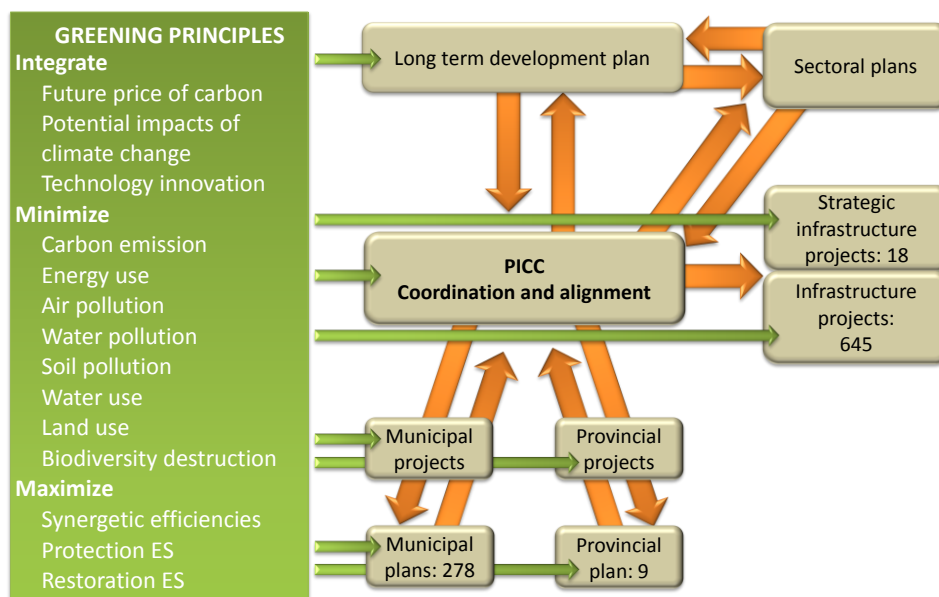 GREENING PRINCIPLES
Integrate
Future price of carbon
Potential impacts of
climate change
Technology innovation
Minimize
Carbon emission
Energy use
Air pollution
Water pollution
Soil pollution
Water use
Land use
Biodiversity destruction
Maximize
Synergetic efficiencies
Protection ES
Restoration ES
Long term development plan
Sectoral plans
Strategic
infrastructure
projects: 18
PICC
Coordination and alignment
Infrastructure
projects:
645
Municipal
projects
Provincial
projects
Municipal
plans: 278
Provincial
plan: 9